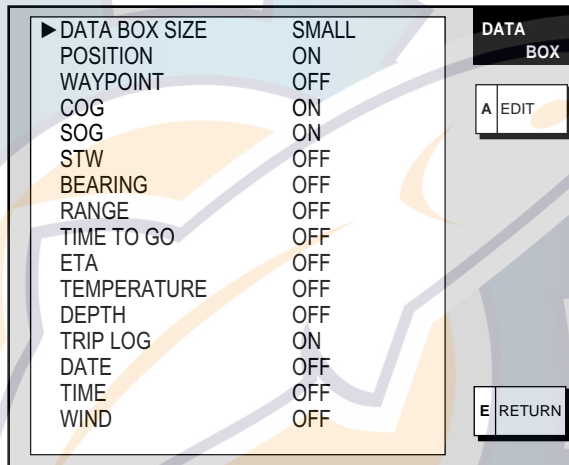 ▶DATA BOX SIZE SMALL
POSITION ON
WAYPOINT OFF
COG ON
SOG ON
STW OFF
BEARING OFF
RANGE OFF
TIME TO GO OFF
ETA OFF
TEMPERATURE OFF
DEPTH OFF
TRIP LOG ON
DATE OFF
TIME OFF
WIND OFF
DATA
BOX
A EDIT
E RETURN